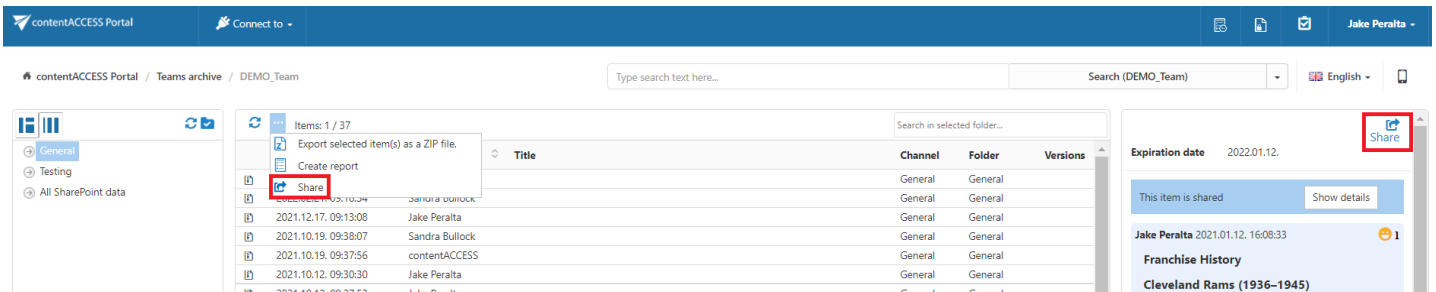 contentACCESS Portal
Connect to
Jake Peralta
contentACCESS Portal / Teams archive / DEMO_Team
Type search text here...
Search (DEMO_Team)
English
General
Testing
All SharePoint data
Items: 1 / 37
Search in selected folder...
Export selected item(s) as a ZIP file.
Create report
Share
Title Channel Folder Versions
General General
Sandra Bullock General General
2021.12.17. 09:13:08 Jake Peralta General General
2021.10.19. 09:38:07 Sandra Bullock General General
2021.10.19. 09:37:56 contentACCESS General General
2021.10.12. 09:30:30 Jake Peralta General General
Share
Expiration date 2022.01.12.
This item is shared
Show details
Jake Peralta 2021.01.12. 16:08:33
1
Franchise History
Cleveland Rams (1936–1945)